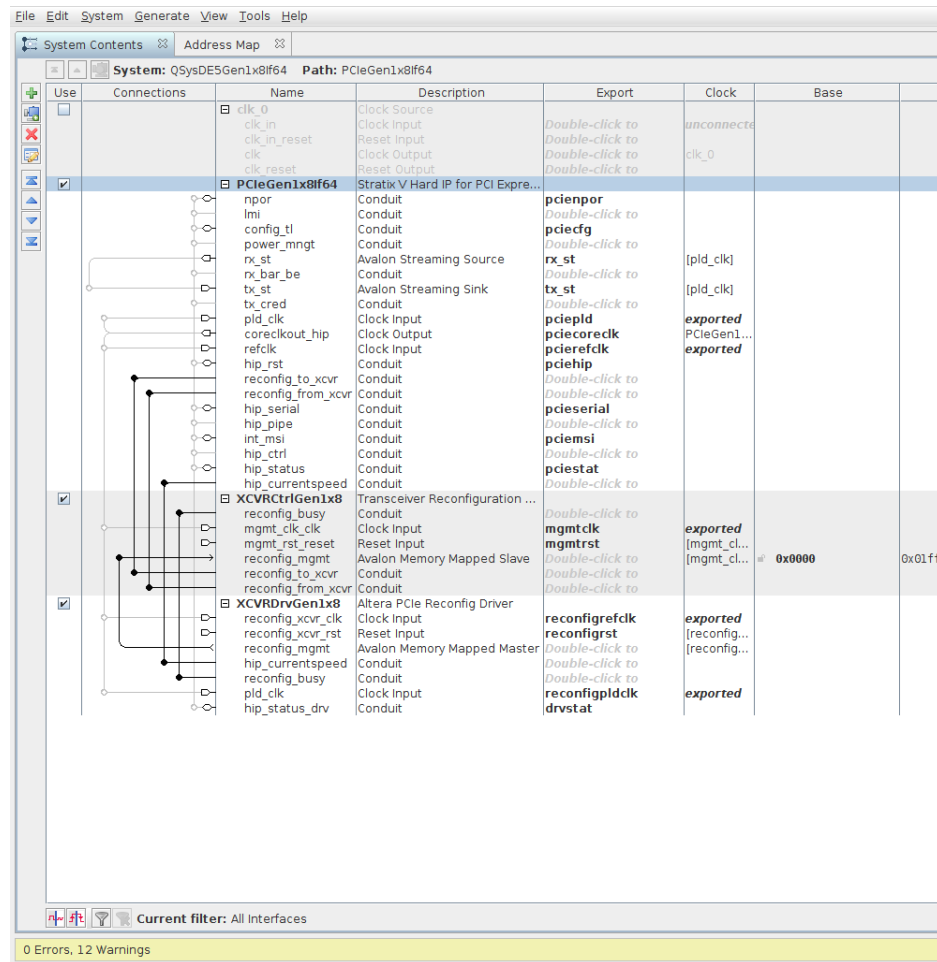 File Edit System Generate View Tools Help
System Contents Address Map
System: QSysDE5Gen1x8If64 Path: PCIeGen1x8If64
Use Connections Name Description Export Clock Base
clk_0 Clock Source
clk_in Clock Input Double-click to unconnecte
clk_in_reset Reset Input Double-click to
clk Clock Output Double-click to clk_0
clk_reset Reset Output Double-click to
PCIeGen1x8If64 Stratix V Hard IP for PCI Expre...
npor Conduit pcienpor
lmi Conduit Double-click to
config_tl Conduit pciecfg
power_mngt Conduit Double-click to
rx_st Avalon Streaming Source rx_st [pld_clk]
rx_bar_be Conduit Double-click to
tx_st Avalon Streaming Sink tx_st [pld_clk]
tx_cred Conduit Double-click to
pld_clk Clock Input pciepld exported
coreclkout_hip Clock Output pciecoreclk PCIeGen1...
refclk Clock Input pcierefclk exported
hip_rst Conduit pciehip
reconfig_to_xcvr Conduit Double-click to
reconfig_from_xcvr Conduit Double-click to
hip_serial Conduit pcieserial
hip_pipe Conduit Double-click to
int_msi Conduit pciemsi
hip_ctrl Conduit Double-click to
hip_status Conduit pciestat
hip_currentspeed Conduit Double-click to
XCVRCtrlGen1x8 Transceiver Reconfiguration ...
reconfig_busy Conduit Double-click to
mgmt_clk_clk Clock Input mgmtclk exported
mgmt_rst_reset Reset Input mgmtrst [mgmt_cl...
reconfig_mgmt Avalon Memory Mapped Slave Double-click to [mgmt_cl... 0x0000 0x01ff
reconfig_to_xcvr Conduit Double-click to
reconfig_from_xcvr Conduit Double-click to
XCVRDrvGen1x8 Altera PCIe Reconfig Driver
reconfig_xcvr_clk Clock Input reconfigrefclk exported
reconfig_xcvr_rst Reset Input reconfigrst [reconfig...
reconfig_mgmt Avalon Memory Mapped Master Double-click to [reconfig...
hip_currentspeed Conduit Double-click to
reconfig_busy Conduit Double-click to
pld_clk Clock Input reconfigpldclk exported
hip_status_drv Conduit drvstat
Current filter: All Interfaces
0 Errors, 12 Warnings